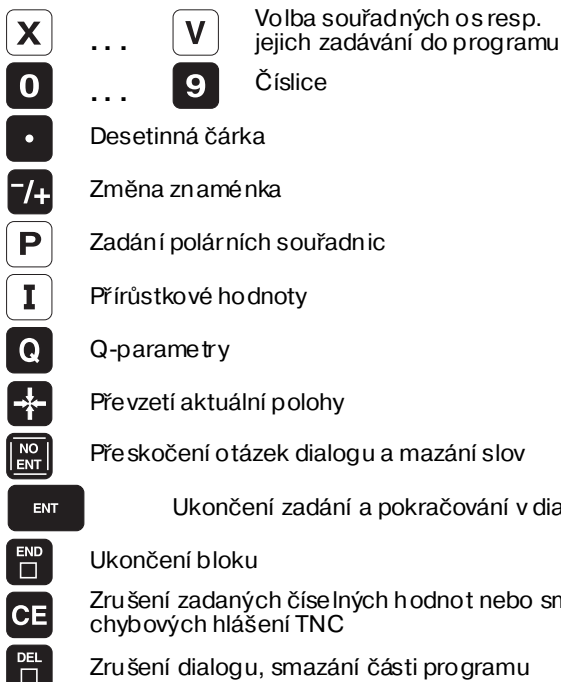 X ... V Volba souřadných os resp.
jejich zadávání do programu
0 ... 9 Číslice
• Desetinná čárka
−/+ Změna znaménka
P Zadání polárních souřadnic
I Přírůstkové hodnoty
Q Q-parametry
Převzetí aktuální polohy
NO
ENT Přeskočení otázek dialogu a mazání slov
ENT Ukončení zadání a pokračování v dia
END Ukončení bloku
CE Zrušení zadaných číselných hodnot nebo sm
chybových hlášení TNC
DEL Zrušení dialogu, smazání části programu